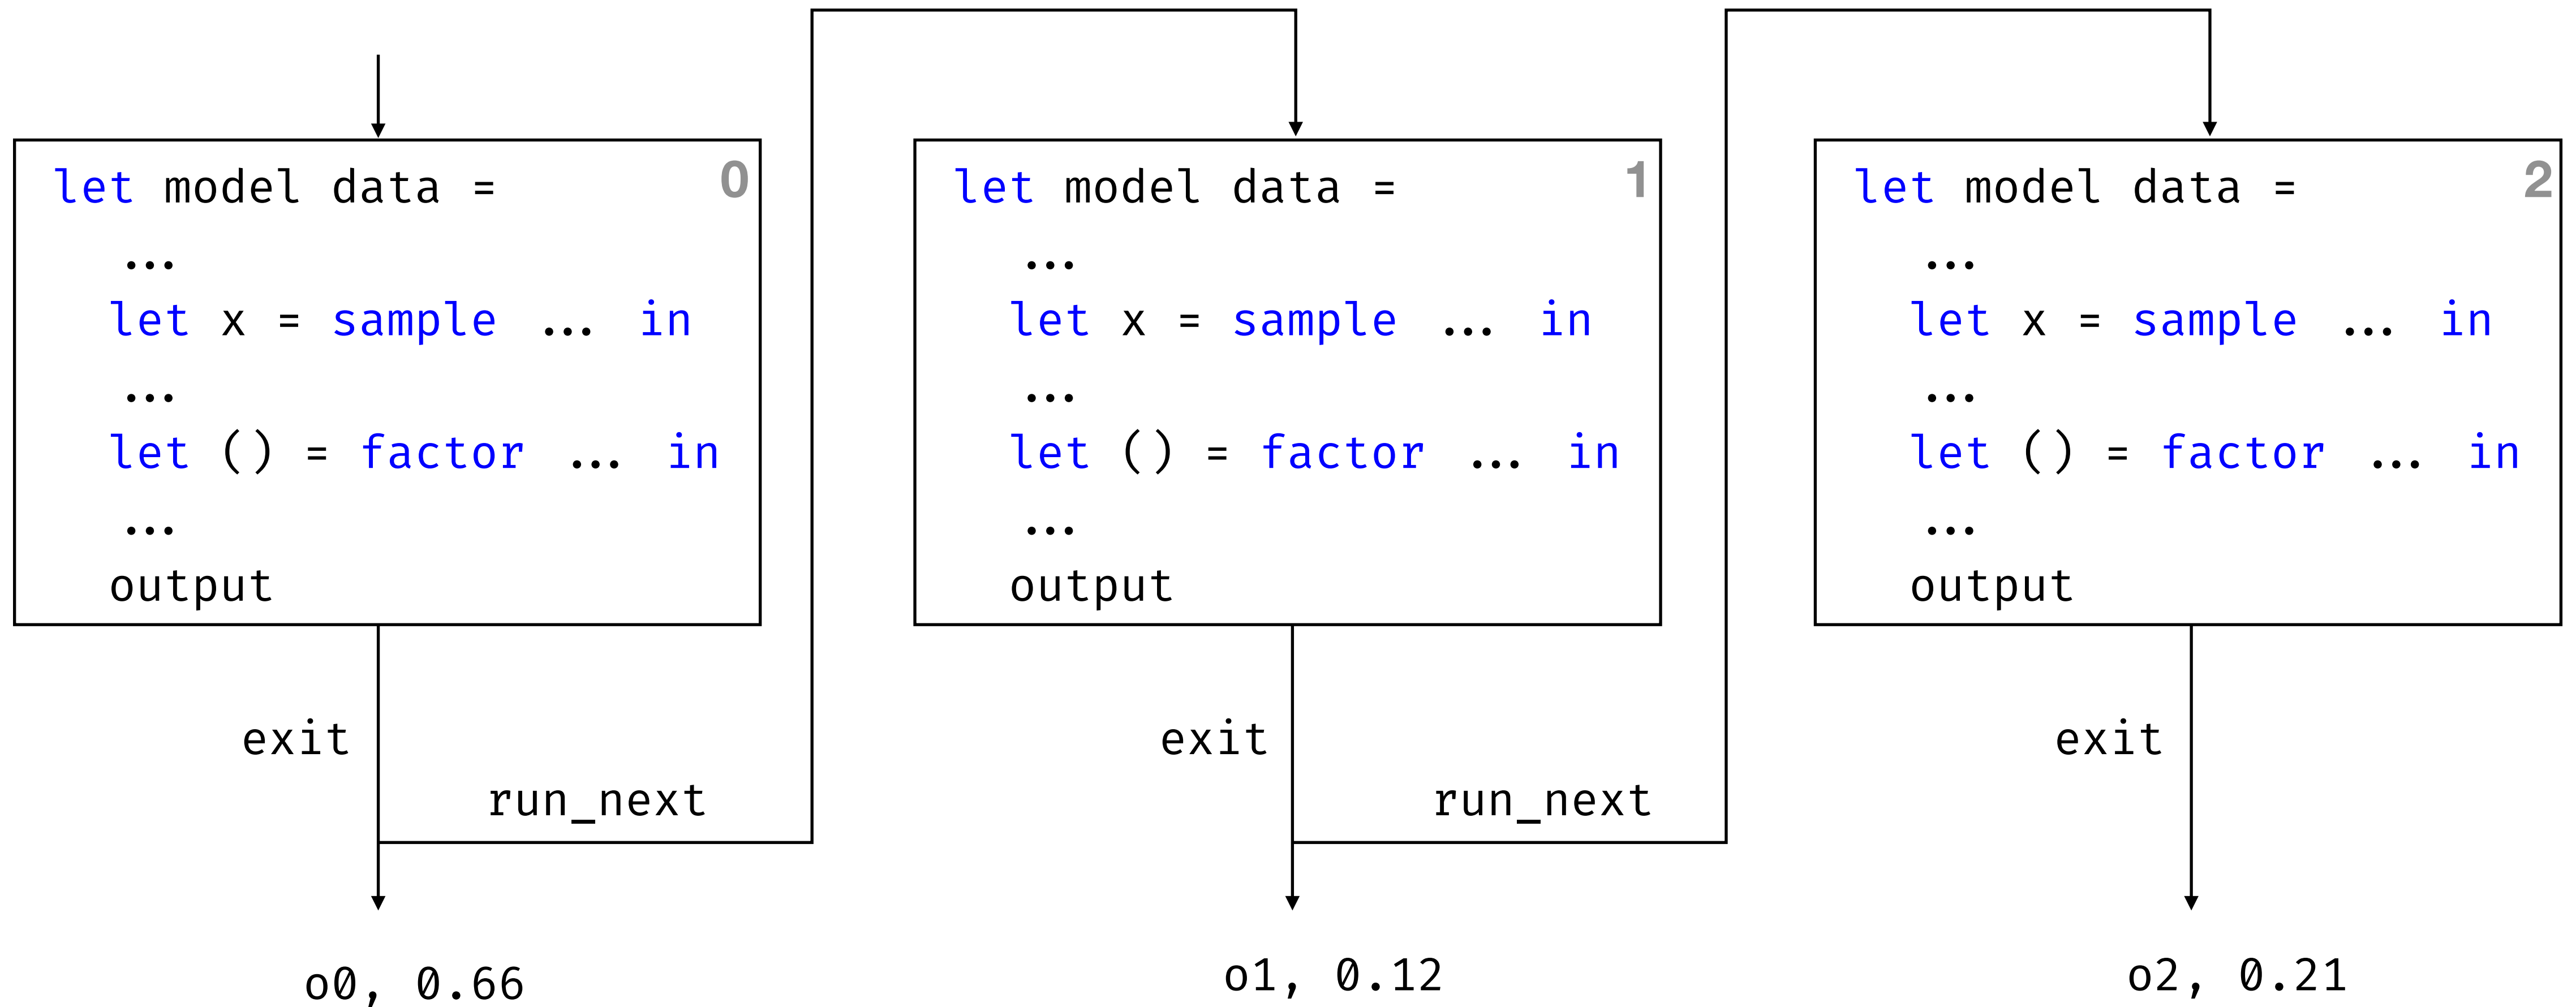 0
let model data =
...
let x = sample ... in
...
let () = factor ... in
...
output
exit
run_next
o0, 0.66
1
let model data =
...
let x = sample ... in
...
let () = factor ... in
...
output
exit
run_next
o1, 0.12
2
let model data =
...
let x = sample ... in
...
let () = factor ... in
...
output
exit
o2, 0.21